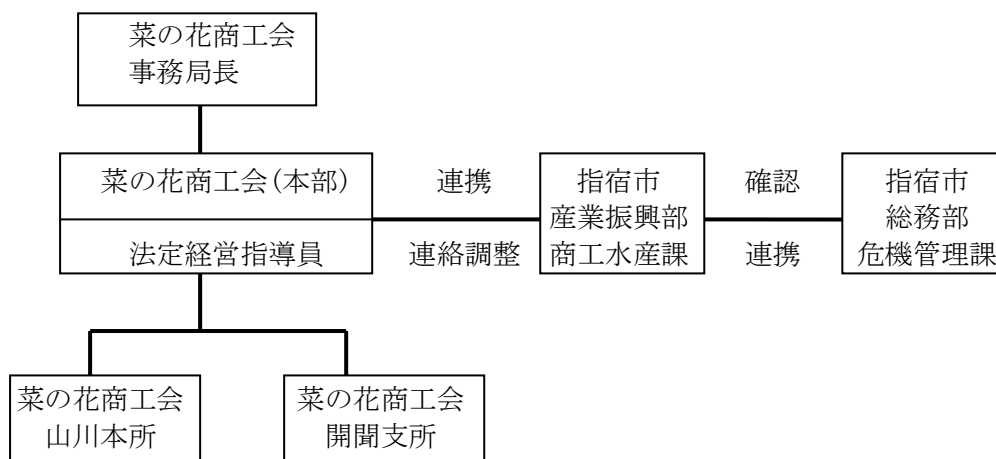 菜の花商工会
事務局長
菜の花商工会(本部)
法定経営指導員
連携
連絡調整
指宿市
産業振興部
商工水産課
確認
連携
指宿市
総務部
危機管理課
菜の花商工会
山川本所
菜の花商工会
開聞支所